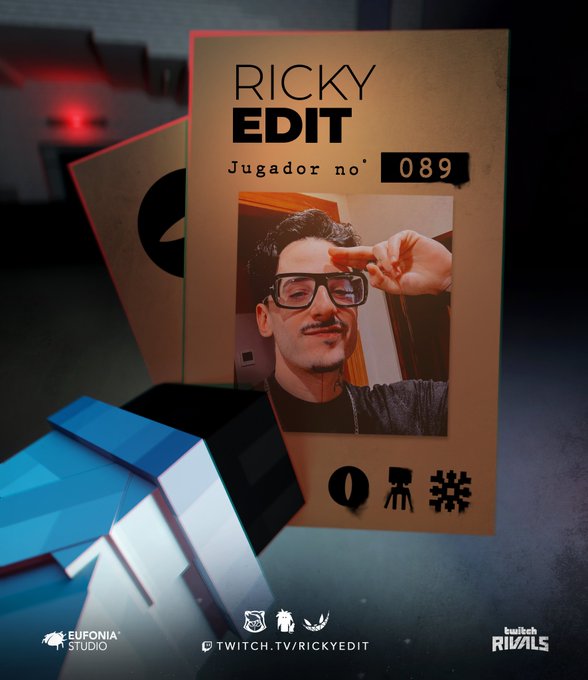 RICKY
EDIT
Jugador no° 089
EUFONIA®
STUDIO
TWITCH.TV/RICKYEDIT
twitch
RIVALS